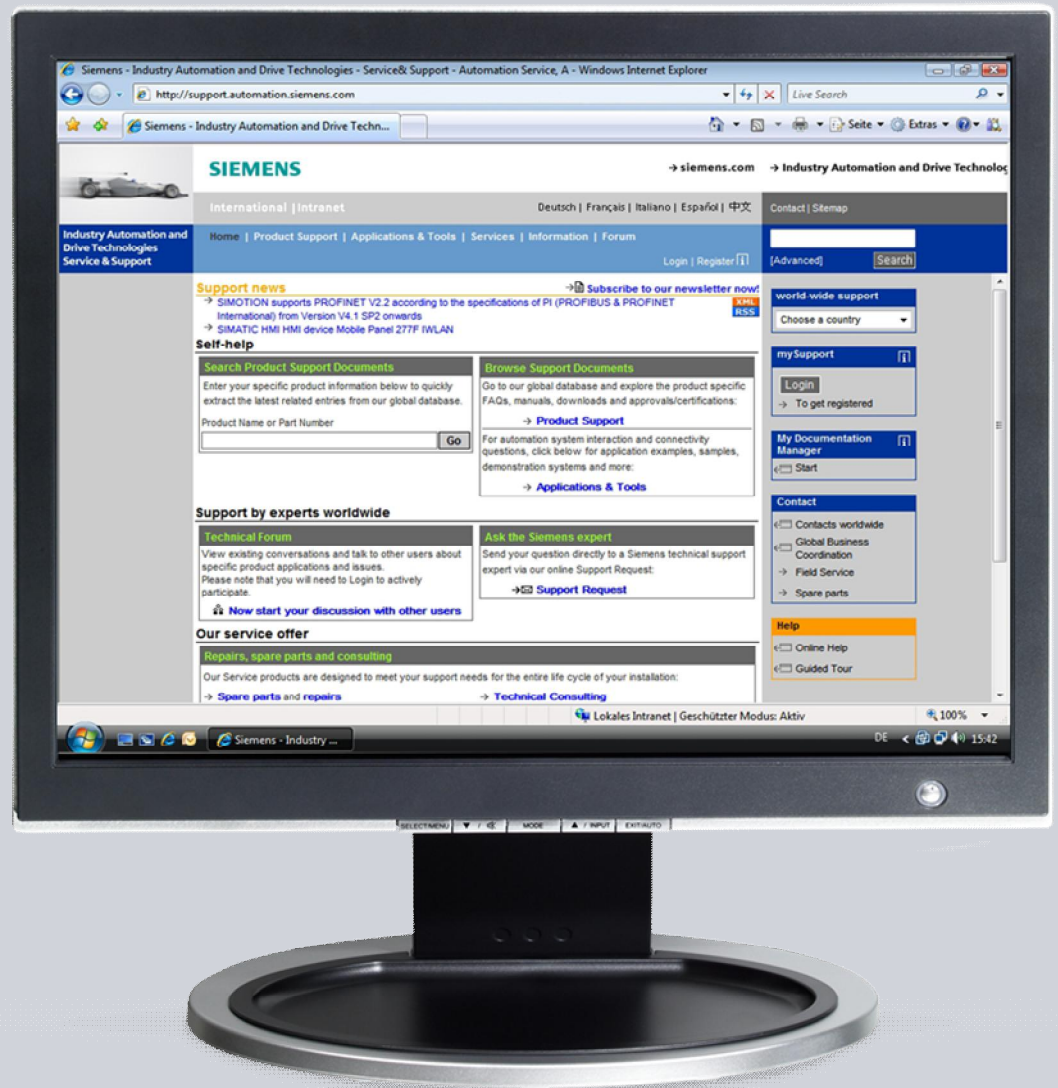 Siemens - Industry Automation and Drive Technologies - Service& Support - Automation Service, A - Windows Internet Explorer
http://support.automation.siemens.com
Live Search
Siemens - Industry Automation and Drive Techn...
Seite
Extras
SIEMENS
→ siemens.com
→ Industry Automation and Drive Technolog
International |Intranet
Deutsch | Français | Italiano | Español | 中文
Contact | Sitemap
Industry Automation and
Drive Technologies
Service & Support
Home | Product Support | Applications & Tools | Services | Information | Forum
Login | Register
[Advanced]
Search
Support news
→ Subscribe to our newsletter now!
→ SIMOTION supports PROFINET V2.2 according to the specifications of PI (PROFIBUS & PROFINET
International) from Version V4.1 SP2 onwards
XML
RSS
→ SIMATIC HMI HMI device Mobile Panel 277F IWLAN
Self-help
Search Product Support Documents
Enter your specific product information below to quickly
extract the latest related entries from our global database.
Product Name or Part Number
Go
Browse Support Documents
Go to our global database and explore the product specific
FAQs, manuals, downloads and approvals/certifications:
→ Product Support
For automation system interaction and connectivity
questions, click below for application examples, samples,
demonstration systems and more:
→ Applications & Tools
Support by experts worldwide
Technical Forum
View existing conversations and talk to other users about
specific product applications and issues.
Please note that you will need to Login to actively
participate.
Now start your discussion with other users
Ask the Siemens expert
Send your question directly to a Siemens technical support
expert via our online Support Request:
→ Support Request
Our service offer
Repairs, spare parts and consulting
Our Service products are designed to meet your support needs for the entire life cycle of your installation:
→ Spare parts and repairs
→ Technical Consulting
world-wide support
Choose a country
mySupport
Login
→ To get registered
My Documentation
Manager
Start
Contact
Contacts worldwide
Global Business
Coordination
→ Field Service
→ Spare parts
Help
Online Help
Guided Tour
Lokales Intranet | Geschützter Modus: Aktiv
100%
Siemens - Industry ...
DE
15:42
SELECT/MENU
▼ /
MODE
▲ / INPUT
EXIT/AUTO